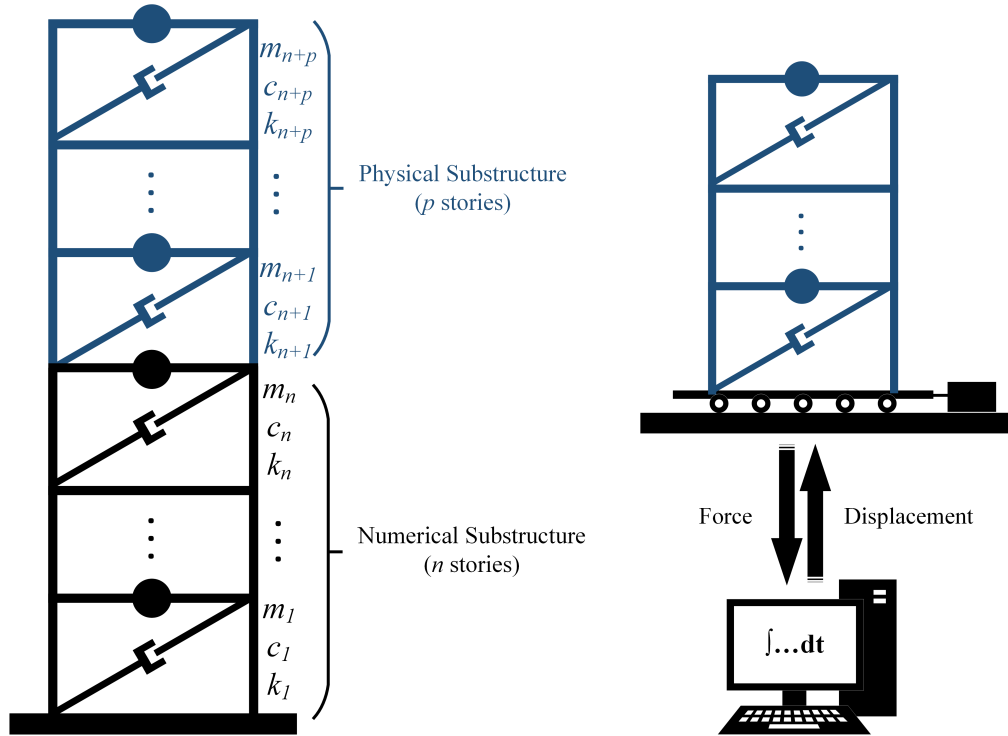 m_{n+p}
c_{n+p}
k_{n+p}
Physical Substructure
(p stories)
m_{n+1}
c_{n+1}
k_{n+1}
m_n
c_n
k_n
Numerical Substructure
(n stories)
m_1
c_1
k_1
Force
Displacement
∫...dt